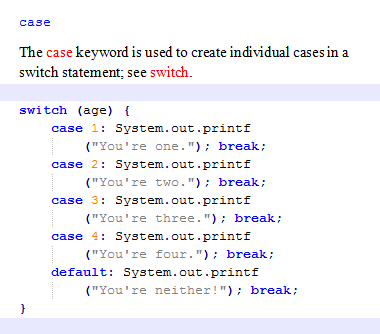 case
The case keyword is used to create individual cases in a
switch statement; see switch.
switch (age) {
    case 1: System.out.printf
        ("You're one."); break;
    case 2: System.out.printf
        ("You're two."); break;
    case 3: System.out.printf
        ("You're three."); break;
    case 4: System.out.printf
        ("You're four."); break;
    default: System.out.printf
        ("You're neither!"); break;
}